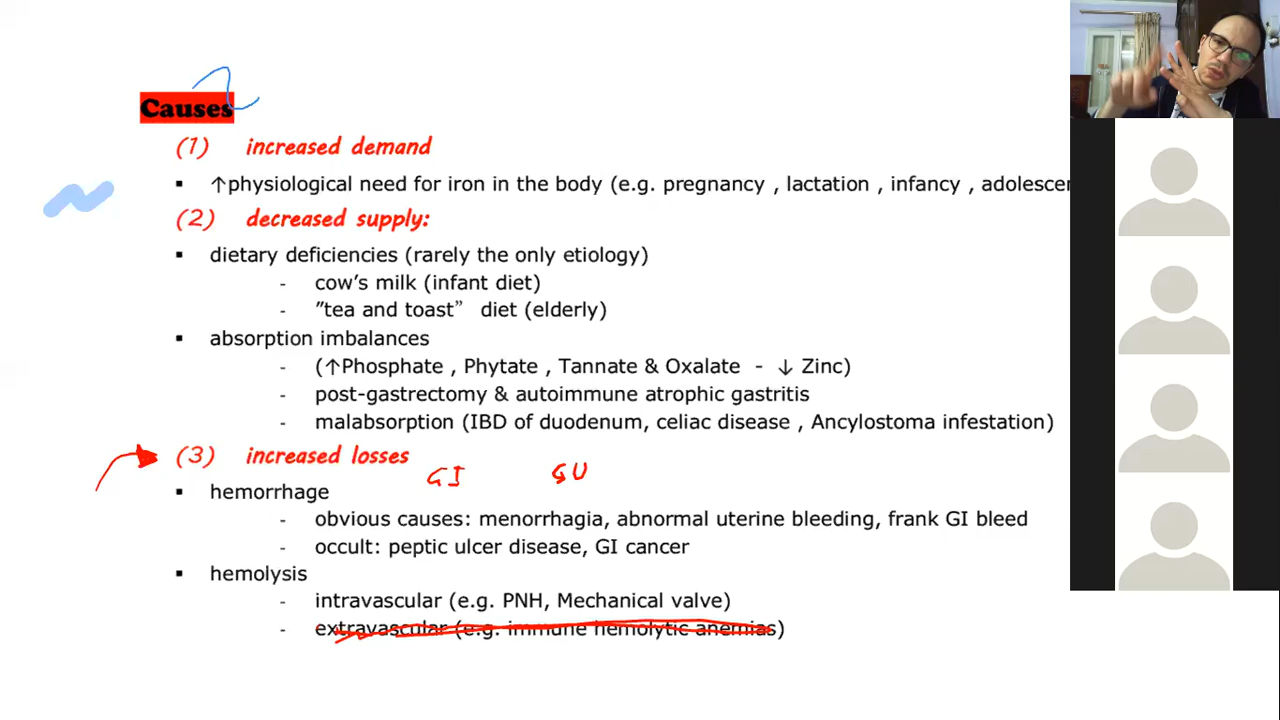 Causes
(1) increased demand
▪ ↑physiological need for iron in the body (e.g. pregnancy , lactation , infancy , adolescen
(2) decreased supply:
▪ dietary deficiencies (rarely the only etiology)
- cow's milk (infant diet)
- ”tea and toast” diet (elderly)
▪ absorption imbalances
- (↑Phosphate , Phytate , Tannate & Oxalate - ↓ Zinc)
- post-gastrectomy & autoimmune atrophic gastritis
- malabsorption (IBD of duodenum, celiac disease , Ancylostoma infestation)
(3) increased losses
GI GU
▪ hemorrhage
- obvious causes: menorrhagia, abnormal uterine bleeding, frank GI bleed
- occult: peptic ulcer disease, GI cancer
▪ hemolysis
- intravascular (e.g. PNH, Mechanical valve)
- extravascular (e.g. immune hemolytic anemias)